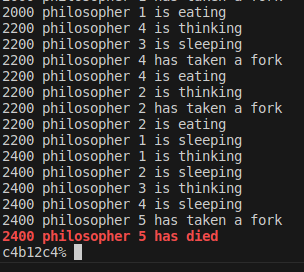 2000 philosopher 1 has taken a fork
2000 philosopher 1 is eating
2200 philosopher 4 is thinking
2200 philosopher 3 is sleeping
2200 philosopher 4 has taken a fork
2200 philosopher 4 is eating
2200 philosopher 2 is thinking
2200 philosopher 2 has taken a fork
2200 philosopher 2 is eating
2200 philosopher 1 is sleeping
2400 philosopher 1 is thinking
2400 philosopher 2 is sleeping
2400 philosopher 3 is thinking
2400 philosopher 4 is sleeping
2400 philosopher 5 has taken a fork
2400 philosopher 5 has died
c4b12c4%